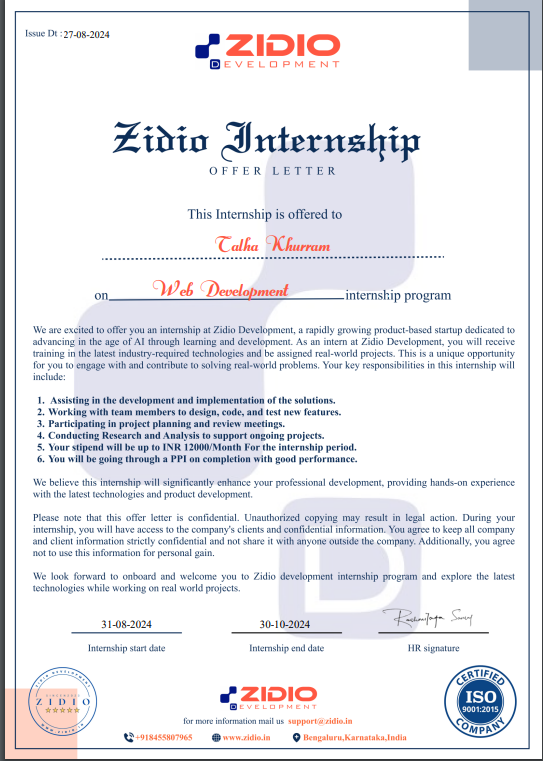 Issue Dt : 27-08-2024
ZIDIO
DEVELOPMENT
Zidio Internship
OFFER LETTER
This Internship is offered to
Talha Khurram
on Web Development internship program
We are excited to offer you an internship at Zidio Development, a rapidly growing product-based startup dedicated to
advancing in the age of AI through learning and development. As an intern at Zidio Development, you will receive
training in the latest industry-required technologies and be assigned real-world projects. This is a unique opportunity
for you to engage with and contribute to solving real-world problems. Your key responsibilities in this internship will
include:
1. Assisting in the development and implementation of the solutions.
2. Working with team members to design, code, and test new features.
3. Participating in project planning and review meetings.
4. Conducting Research and Analysis to support ongoing projects.
5. Your stipend will be up to INR 12000/Month For the internship period.
6. You will be going through a PPI on completion with good performance.
We believe this internship will significantly enhance your professional development, providing hands-on experience
with the latest technologies and product development.
Please note that this offer letter is confidential. Unauthorized copying may result in legal action. During your
internship, you will have access to the company's clients and confidential information. You agree to keep all company
and client information strictly confidential and not share it with anyone outside the company. Additionally, you agree
not to use this information for personal gain.
We look forward to onboard and welcome you to Zidio development internship program and explore the latest
technologies while working on real world projects.
31-08-2024 30-10-2024
Internship start date Internship end date HR signature
ZIDIO DEVELOPMENT
ZIDIO
www.zidio.in
ZIDIO
DEVELOPMENT
CERTIFIED
ISO
9001:2015
COMPANY
for more information mail us support@zidio.in
+918455807965 www.zidio.in Bengaluru,Karnataka,India